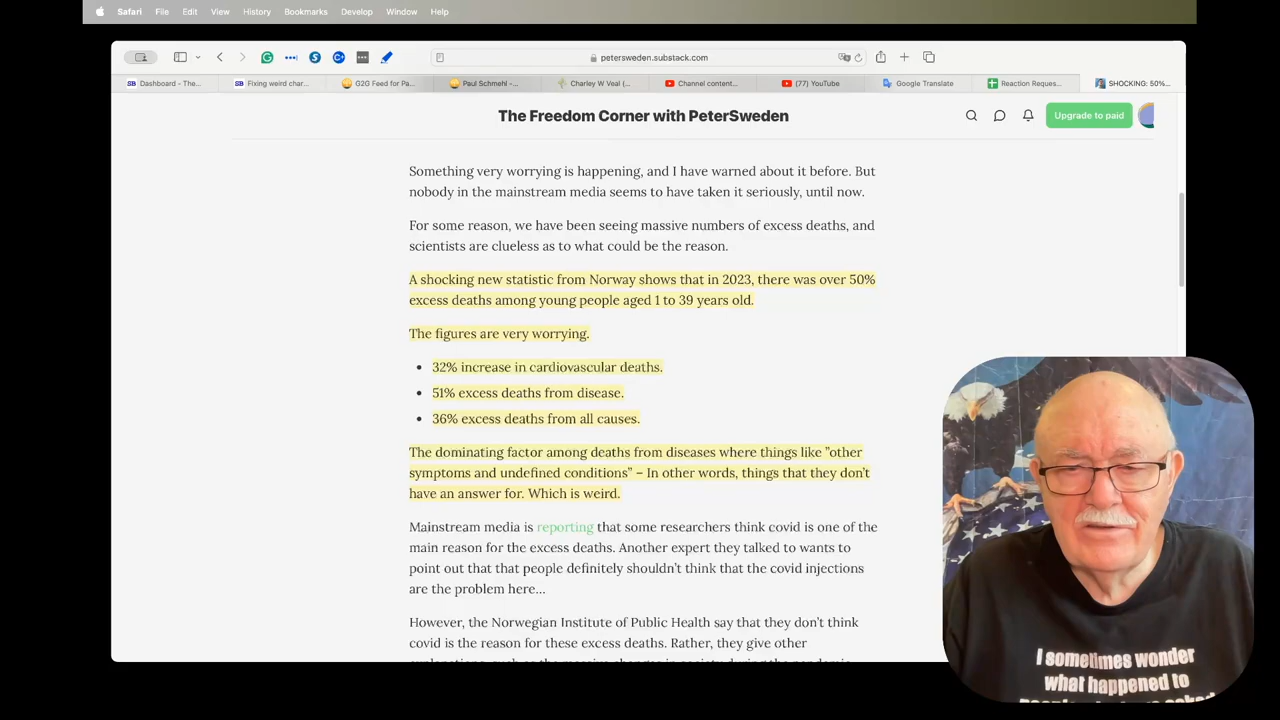 Safari File Edit View History Bookmarks Develop Window Help
petersweden.substack.com
Dashboard - The... Fixing weird char... G2G Feed for Pa... Paul Schmehl -... Charley W Veal (... Channel content... (77) YouTube Google Translate Reaction Reques... SHOCKING: 50%...
The Freedom Corner with PeterSweden
Upgrade to paid
Something very worrying is happening, and I have warned about it before. But
nobody in the mainstream media seems to have taken it seriously, until now.
For some reason, we have been seeing massive numbers of excess deaths, and
scientists are clueless as to what could be the reason.
A shocking new statistic from Norway shows that in 2023, there was over 50%
excess deaths among young people aged 1 to 39 years old.
The figures are very worrying.
• 32% increase in cardiovascular deaths.
• 51% excess deaths from disease.
• 36% excess deaths from all causes.
The dominating factor among deaths from diseases where things like ”other
symptoms and undefined conditions” – In other words, things that they don’t
have an answer for. Which is weird.
Mainstream media is reporting that some researchers think covid is one of the
main reason for the excess deaths. Another expert they talked to wants to
point out that that people definitely shouldn’t think that the covid injections
are the problem here…
However, the Norwegian Institute of Public Health say that they don’t think
covid is the reason for these excess deaths. Rather, they give other
I sometimes wonder
what happened to